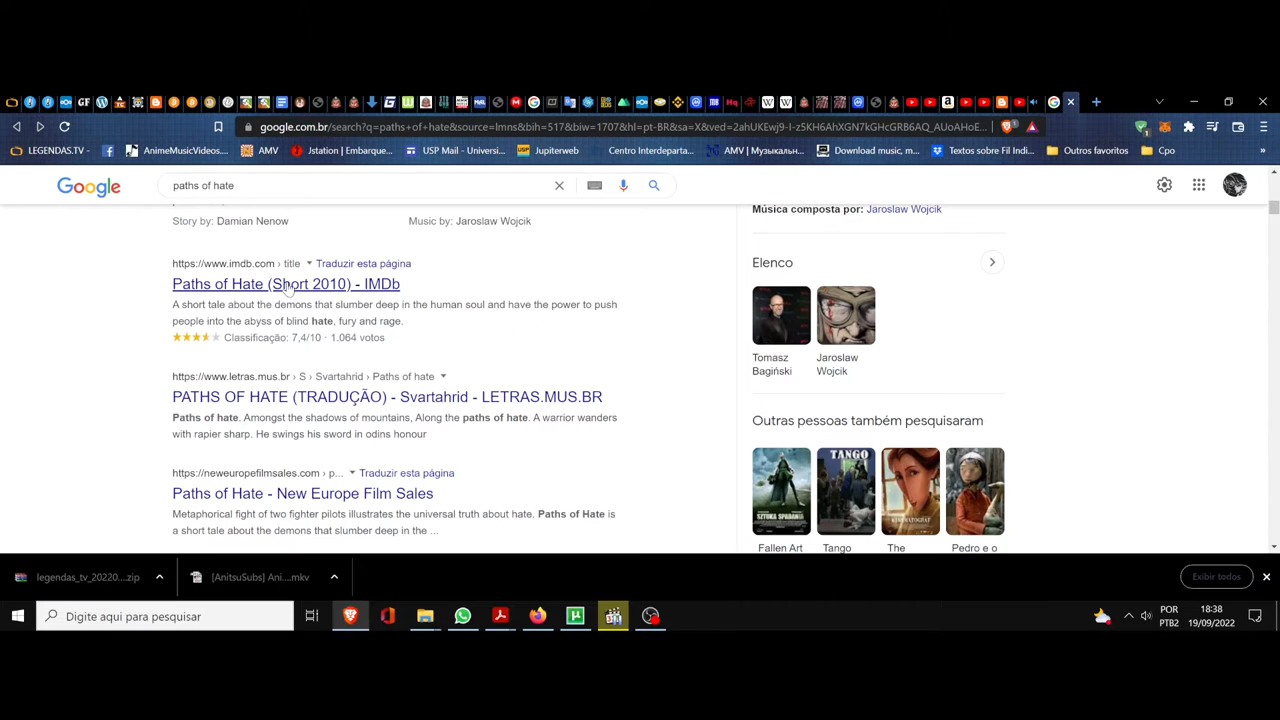 google.com.br/search?q=paths+of+hate&source=lmns&bih=517&biw=1707&hl=pt-BR&sa=X&ved=2ahUKEwj9-I-z5KH6AhXGN7kGHcGRB6AQ_AUoAHoE...
LEGENDAS.TV -
AnimeMusicVideos...
AMV
Jstation | Embarque...
USP Mail - Universi...
Jupiterweb
Centro Interdeparta...
AMV | Музыкальн...
Download music, m...
Textos sobre Fil Indi...
Outros favoritos
Cpo
»
Google
paths of hate
Story by: Damian Nenow
Music by: Jaroslaw Wojcik
https://www.imdb.com › title
Traduzir esta página
Paths of Hate (Short 2010) - IMDb
A short tale about the demons that slumber deep in the human soul and have the power to push
people into the abyss of blind hate, fury and rage.
Classificação: 7,4/10 · 1.064 votos
https://www.letras.mus.br › S › Svartahrid › Paths of hate
PATHS OF HATE (TRADUÇÃO) - Svartahrid - LETRAS.MUS.BR
Paths of hate. Amongst the shadows of mountains, Along the paths of hate. A warrior wanders
with rapier sharp. He swings his sword in odins honour
https://neweuropefilmsales.com › p...
Traduzir esta página
Paths of Hate - New Europe Film Sales
Metaphorical fight of two fighter pilots illustrates the universal truth about hate. Paths of Hate is
a short tale about the demons that slumber deep in the ...
Música composta por: Jaroslaw Wojcik
Elenco
Tomasz
Bagiński
Jaroslaw
Wojcik
Outras pessoas também pesquisaram
TANGO
Fallen Art
Tango
The
Pedro e o
legendas_tv_20220....zip
[AnitsuSubs] Ani....mkv
Exibir todos
Digite aqui para pesquisar
POR
PTB2
18:38
19/09/2022